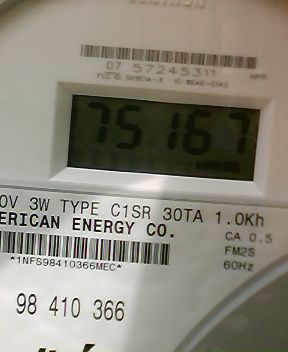 07 57245311
75167
0V 3W TYPE C1SR 30TA 1.0Kh
ERICAN ENERGY CO.
CA 0.5
FM2S
60Hz
*1NFS98410366MEC*
98 410 366